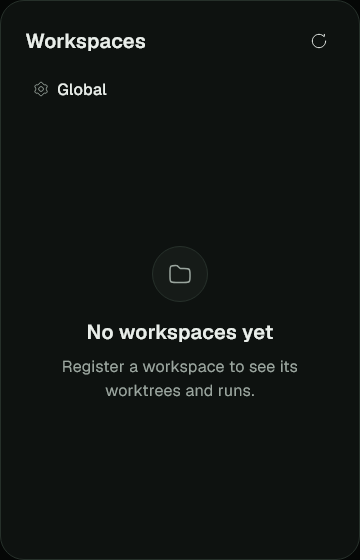 Workspaces
Global
No workspaces yet
Register a workspace to see its
worktrees and runs.